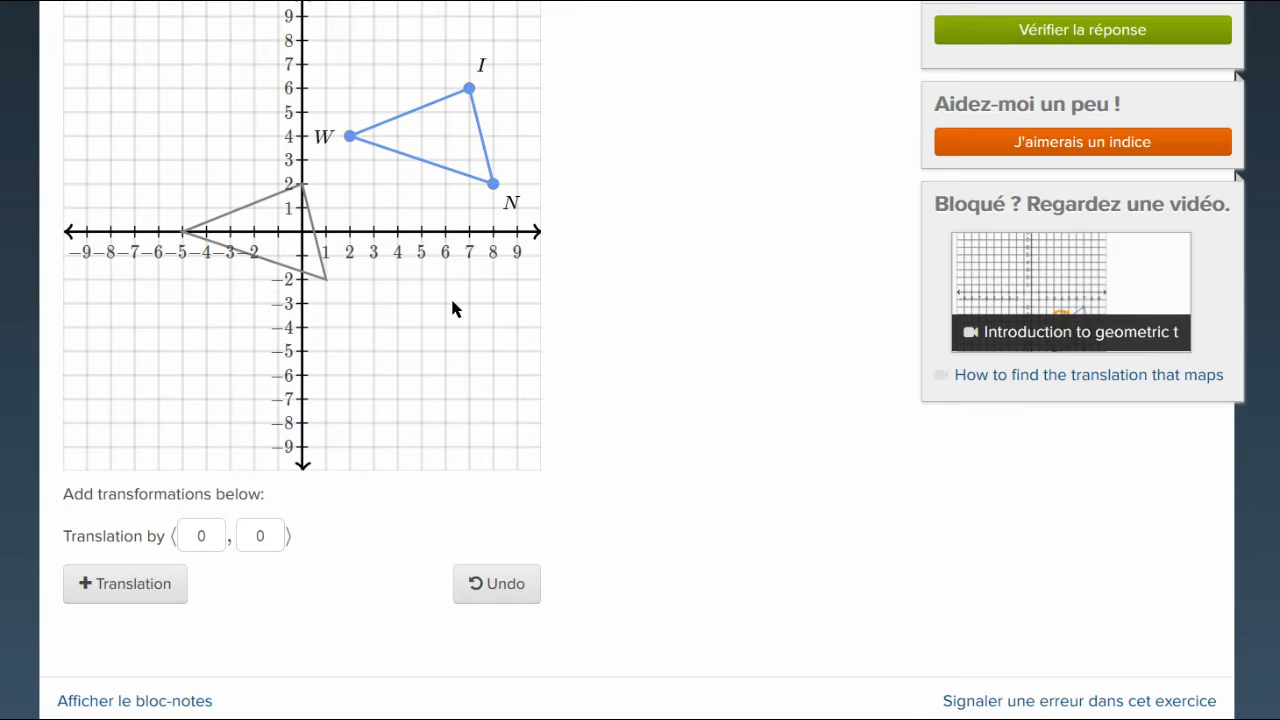 9
8
7
6
5
4
3
2
1
I
W
N
−9 −8 −7 −6 −5 −4 −3 −2 1 2 3 4 5 6 7 8 9
−2
−3
−4
−5
−6
−7
−8
−9
Add transformations below:
Translation by ⟨ 0 , 0 ⟩
+ Translation
Undo
Afficher le bloc-notes
Vérifier la réponse
Aidez-moi un peu !
J'aimerais un indice
Bloqué ? Regardez une vidéo.
Introduction to geometric t
How to find the translation that maps
Signaler une erreur dans cet exercice